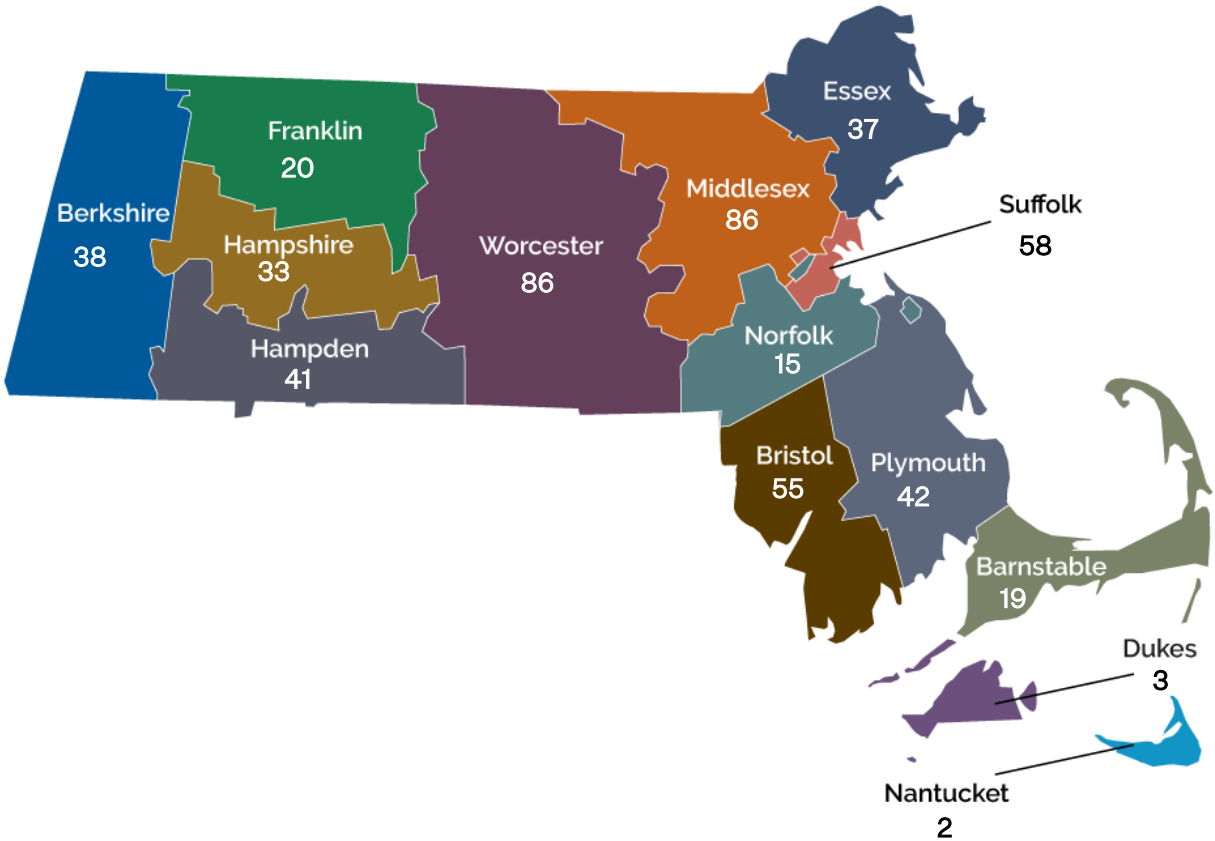 Essex
37
Franklin
20
Middlesex
86
Suffolk
58
Berkshire
38
Hampshire
33
Worcester
86
Norfolk
15
Hampden
41
Bristol
55
Plymouth
42
Barnstable
19
Dukes
3
Nantucket
2